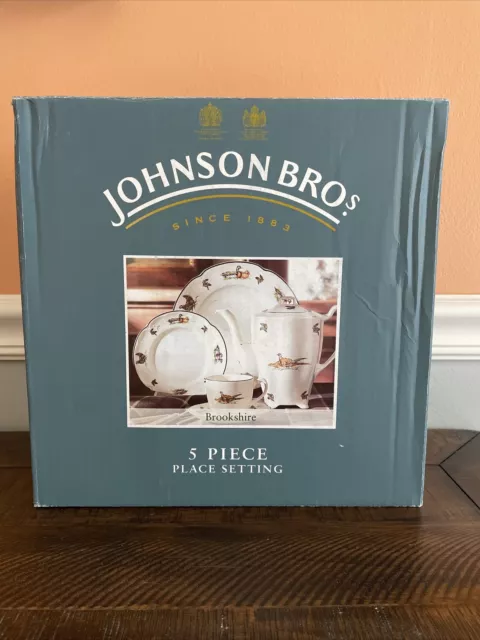 JOHNSON BROS
SINCE 1883
Brookshire
5 PIECE
PLACE SETTING